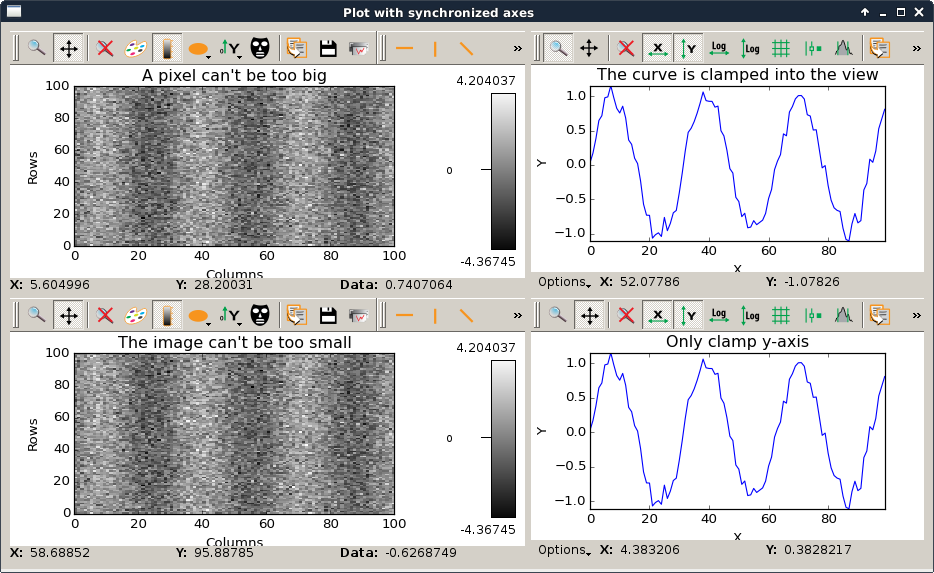 Plot with synchronized axes
Y Log Log
X Y Log Log
A pixel can't be too big
100
80
60
40
20
0
Rows
0 20 40 60 80 100
Columns
4.204037
0
-4.36745
The curve is clamped into the view
1.0
0.5
0.0
−0.5
−1.0
Y
0 20 40 60 80
X
X: 5.604996 Y: 28.20031 Data: 0.7407064
Options X: 52.07786 Y: -1.07826
Y
X Y Log Log
The image can't be too small
100
80
60
40
20
0
Rows
0 20 40 60 80 100
Columns
4.204037
0
-4.36745
Only clamp y-axis
1.0
0.5
0.0
−0.5
−1.0
Y
0 20 40 60 80
X
X: 58.68852 Y: 95.88785 Data: -0.6268749
Options X: 4.383206 Y: 0.3828217